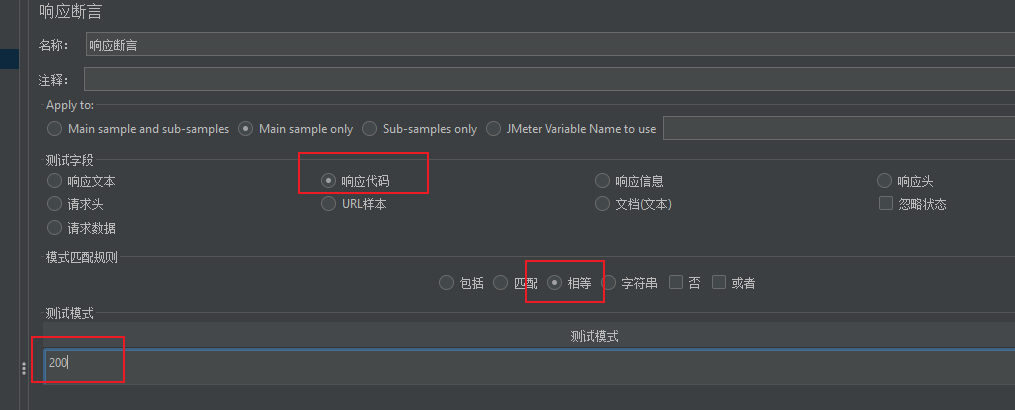 响应断言
名称： 响应断言
注释：
Apply to:
Main sample and sub-samples Main sample only Sub-samples only JMeter Variable Name to use
测试字段
响应文本 响应代码 响应信息 响应头
请求头 URL样本 文档(文本) 忽略状态
请求数据
模式匹配规则
包括 匹配 相等 字符串 否 或者
测试模式
测试模式
200